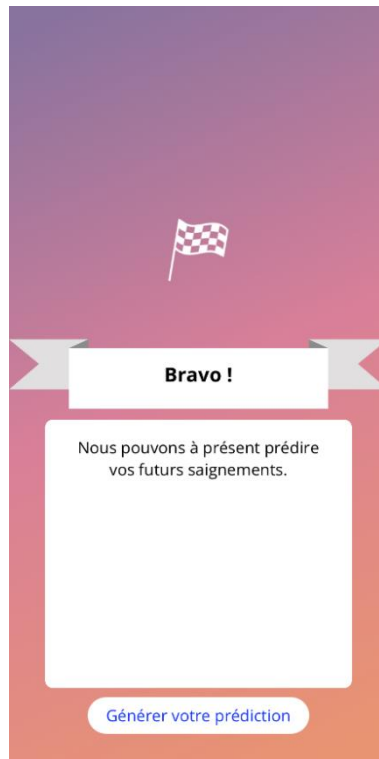 Bravo !
Nous pouvons à présent prédire
vos futurs saignements.
Générer votre prédiction